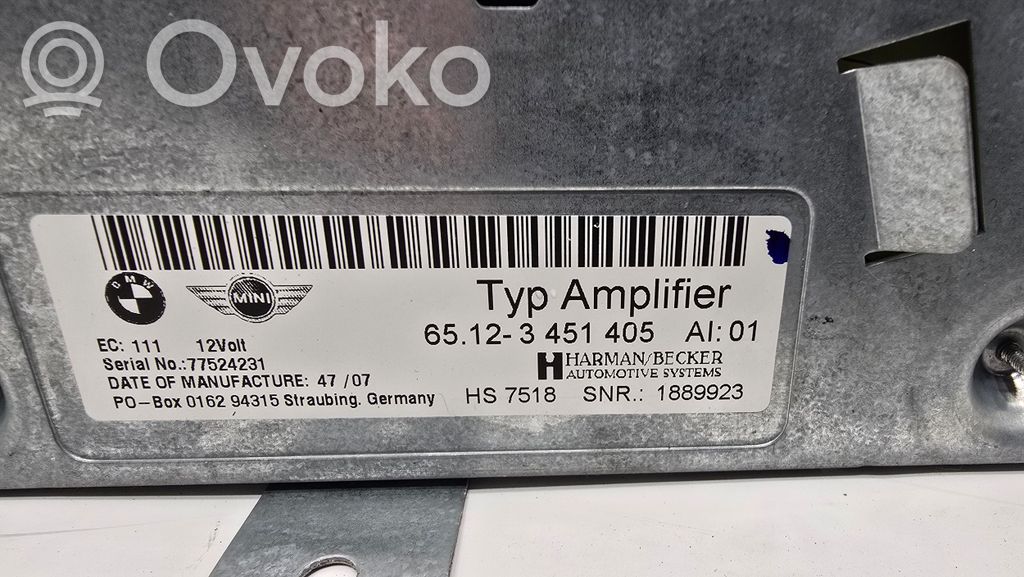 Ovoko
BMW
MINI
Typ Amplifier
65.12-3 451 405 AI: 01
EC: 111 12Volt
Serial No.:77524231
DATE OF MANUFACTURE: 47 /07
PO-Box 0162 94315 Straubing. Germany
HARMAN/BECKER
AUTOMOTIVE SYSTEMS
HS 7518 SNR.: 1889923